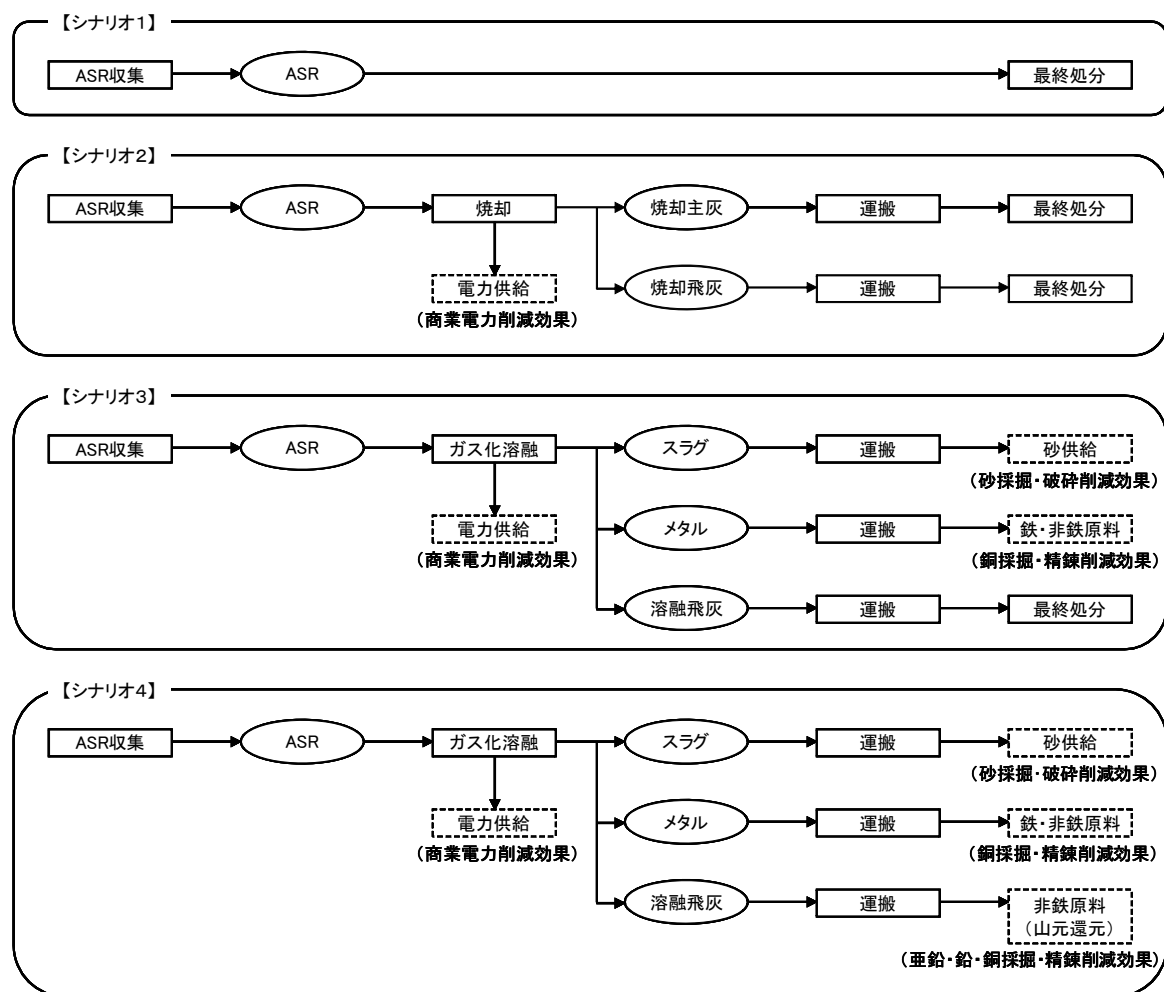 【シナリオ1】
ASR収集 ASR 最終処分
【シナリオ2】
ASR収集 ASR 焼却 焼却主灰 運搬 最終処分
電力供給 焼却飛灰 運搬 最終処分
(商業電力削減効果)
【シナリオ3】
ASR収集 ASR ガス化溶融 スラグ 運搬 砂供給
(砂採掘・破砕削減効果)
電力供給 メタル 運搬 鉄・非鉄原料
(商業電力削減効果) (銅採掘・精錬削減効果)
溶融飛灰 運搬 最終処分
【シナリオ4】
ASR収集 ASR ガス化溶融 スラグ 運搬 砂供給
(砂採掘・破砕削減効果)
電力供給 メタル 運搬 鉄・非鉄原料
(商業電力削減効果) (銅採掘・精錬削減効果)
溶融飛灰 運搬 非鉄原料
(山元還元)
(亜鉛・鉛・銅採掘・精錬削減効果)